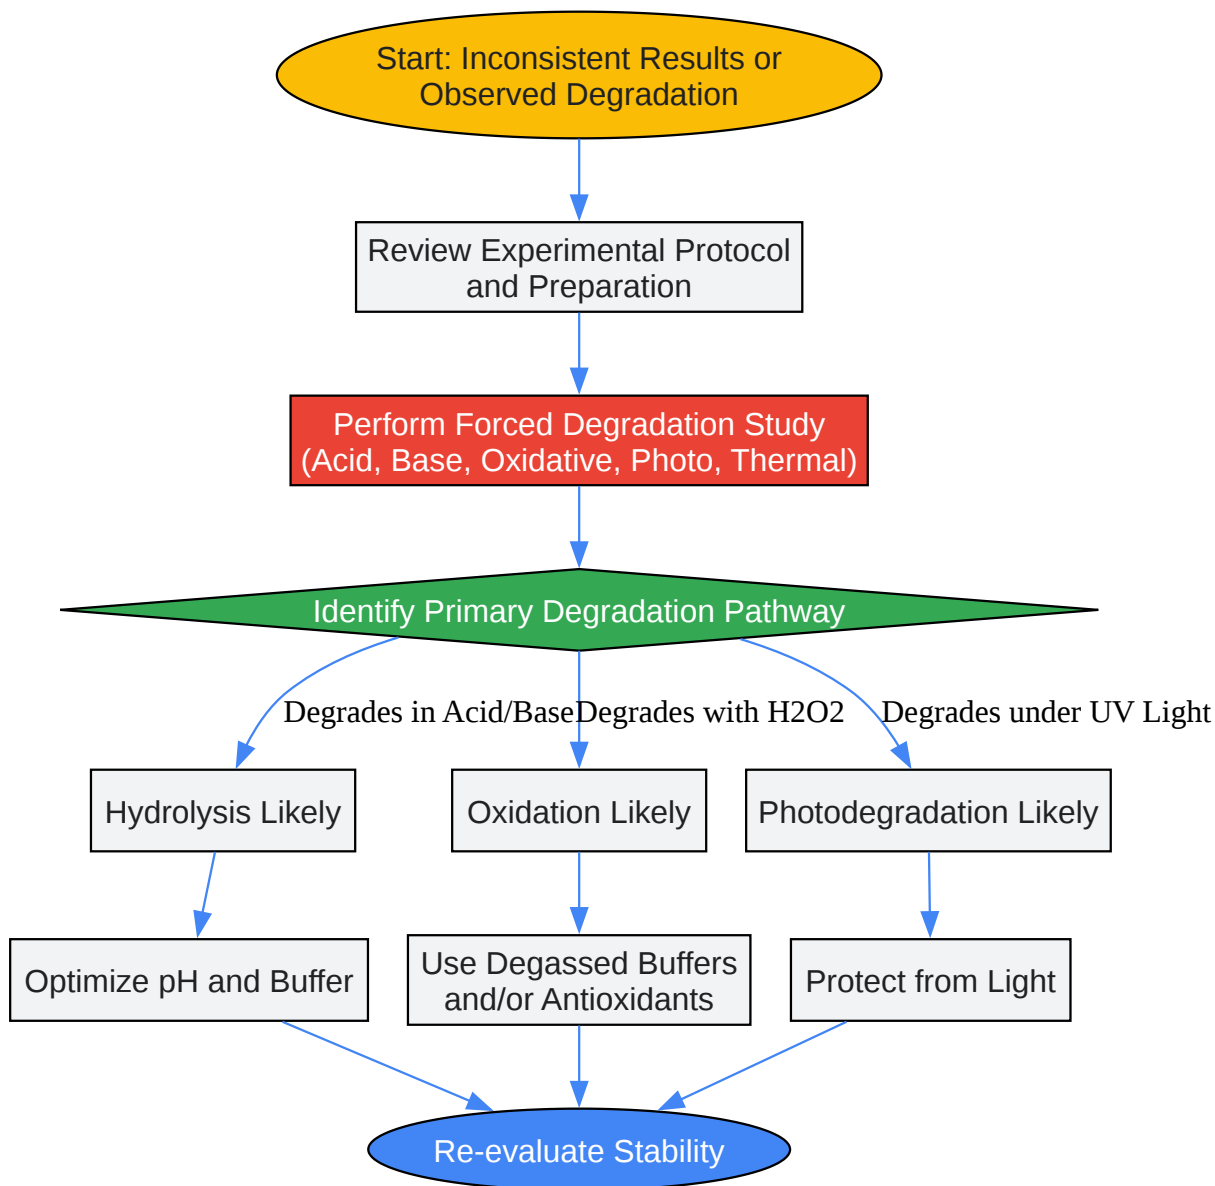 Start: Inconsistent Results or
Observed Degradation
Review Experimental Protocol
and Preparation
Perform Forced Degradation Study
(Acid, Base, Oxidative, Photo, Thermal)
Identify Primary Degradation Pathway
Degrades in Acid/Base
Degrades with H2O2
Degrades under UV Light
Hydrolysis Likely
Oxidation Likely
Photodegradation Likely
Optimize pH and Buffer
Use Degassed Buffers
and/or Antioxidants
Protect from Light
Re-evaluate Stability